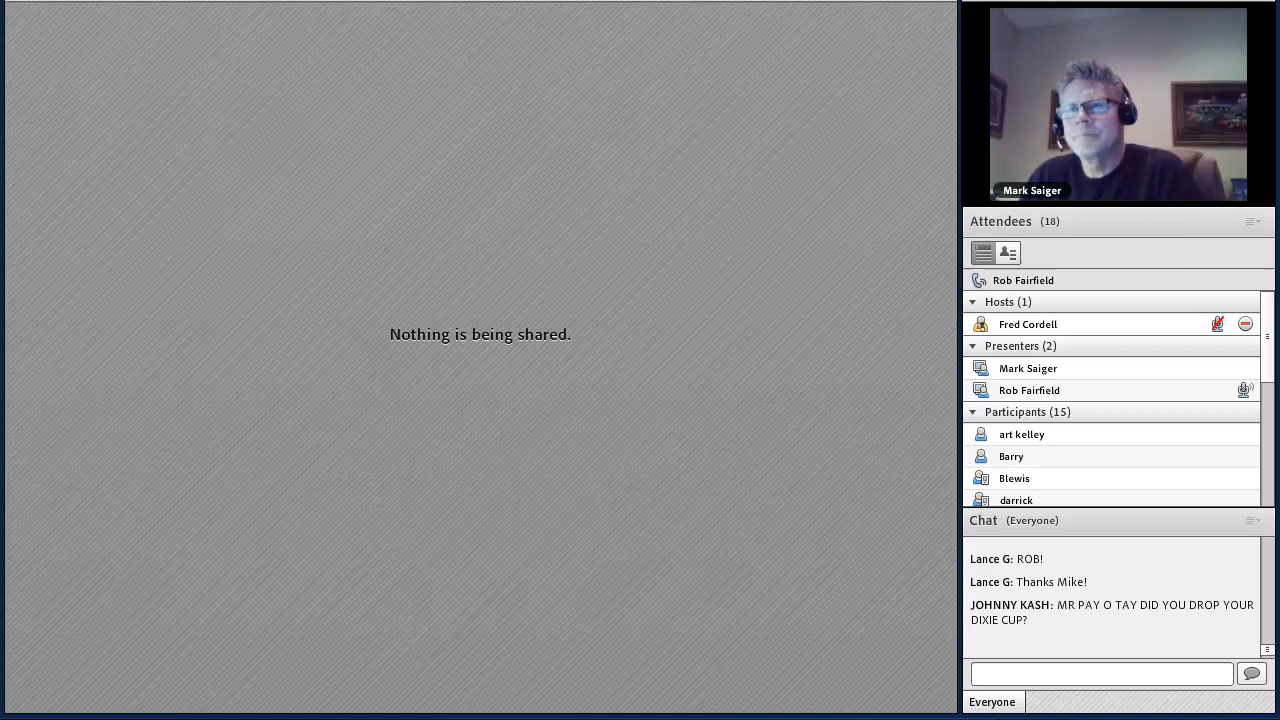 Nothing is being shared.
Mark Saiger
Attendees (18)
Rob Fairfield
Hosts (1)
Fred Cordell
Presenters (2)
Mark Saiger
Rob Fairfield
Participants (15)
art kelley
Barry
Blewis
darrick
Chat (Everyone)
Lance G: ROB!
Lance G: Thanks Mike!
JOHNNY KASH: MR PAY O TAY DID YOU DROP YOUR
DIXIE CUP?
Everyone